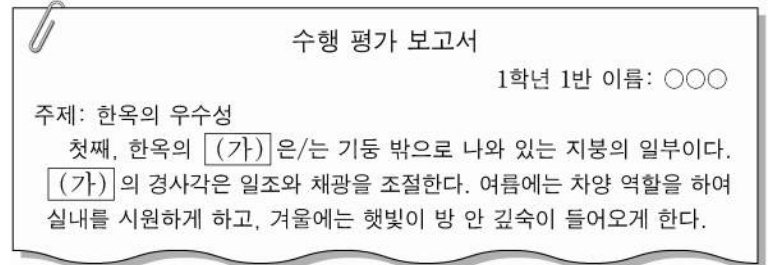 수행 평가 보고서
1학년 1반 이름: ○○○
주제: 한옥의 우수성
첫째, 한옥의 (가)은/는 기둥 밖으로 나와 있는 지붕의 일부이다.
(가)의 경사각은 일조와 채광을 조절한다. 여름에는 차양 역할을 하여
실내를 시원하게 하고, 겨울에는 햇빛이 방 안 깊숙이 들어오게 한다.